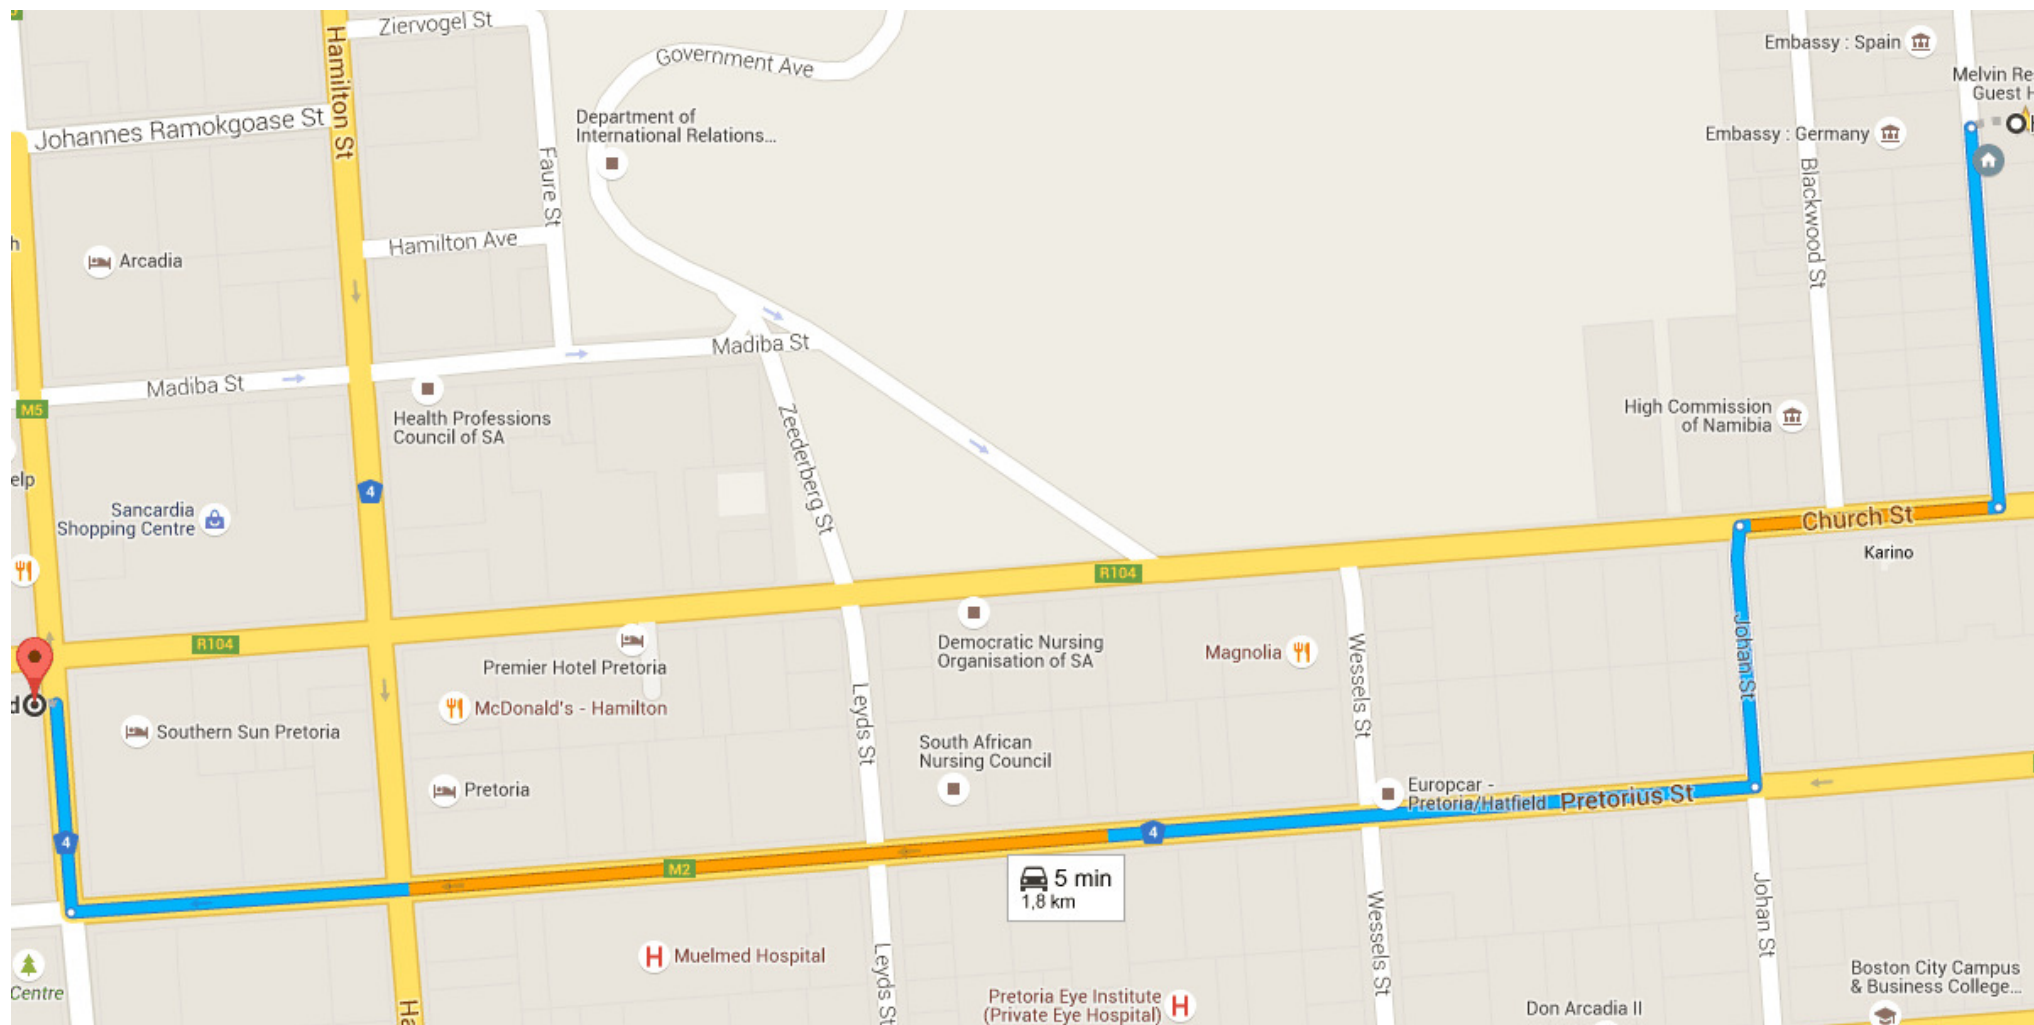 Ziervogel St
Hamilton St
Government Ave
Embassy : Spain
Melvin Re
Guest H
Johannes Ramokgoase St
Department of
International Relations...
Embassy : Germany
Faure St
Blackwood St
Hamilton Ave
h
Arcadia
Madiba St
Madiba St
M5
Health Professions
Council of SA
Zeederberg St
High Commission
of Namibia
elp
4
Sancardia
Shopping Centre
Church St
Karino
R104
R104
Democratic Nursing
Organisation of SA
Premier Hotel Pretoria
Magnolia
Wessels St
Johan St
d
McDonald's - Hamilton
Leyds St
Southern Sun Pretoria
South African
Nursing Council
Pretoria
Europcar -
Pretoria/Hatfield
Pretorius St
4
4
M2
5 min
1,8 km
Muelmed Hospital
Leyds St
Wessels St
Johan St
Centre
Ha
Pretoria Eye Institute
(Private Eye Hospital)
Don Arcadia II
Boston City Campus
& Business College...